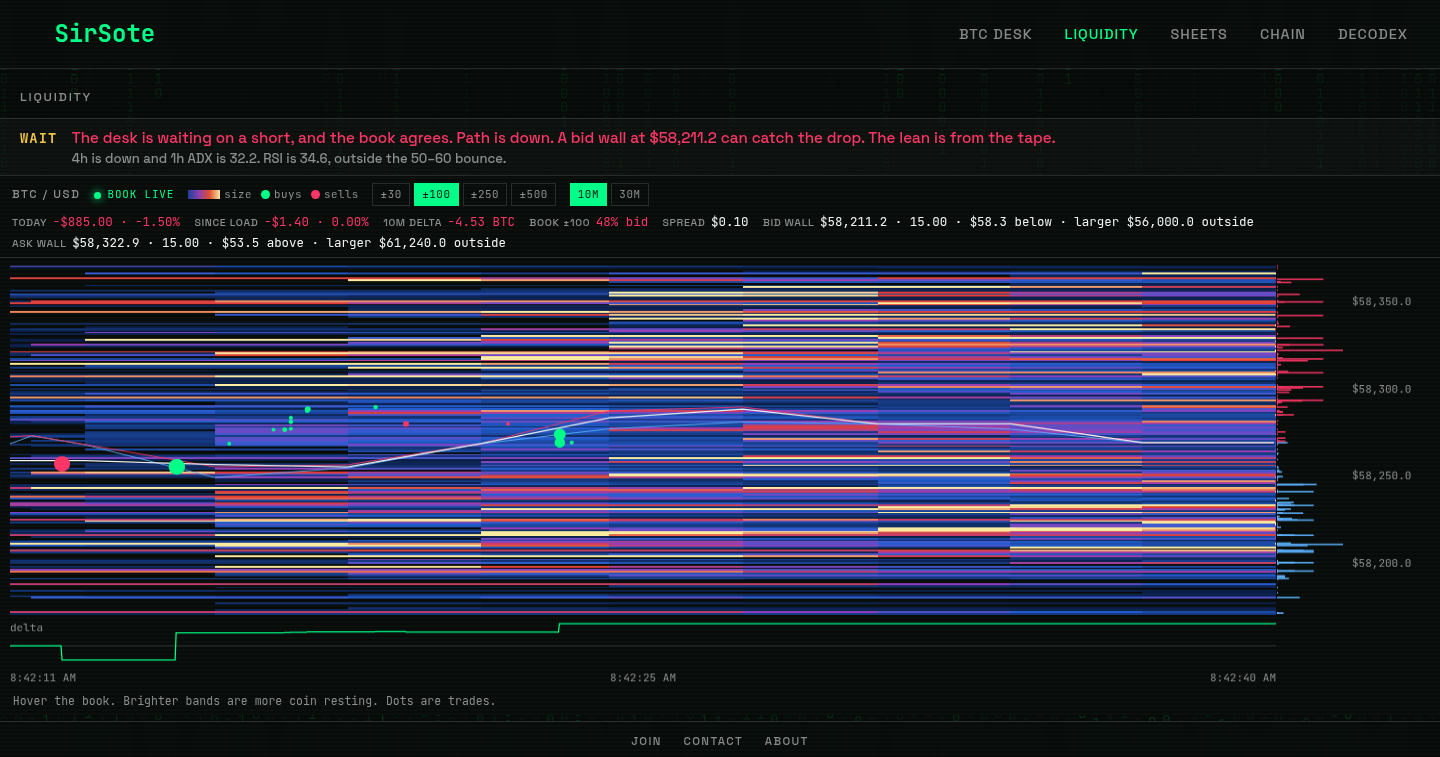 SirSote
BTC DESK LIQUIDITY SHEETS CHAIN DECODEX
LIQUIDITY
WAIT The desk is waiting on a short, and the book agrees. Path is down. A bid wall at $58,211.2 can catch the drop. The lean is from the tape.
4h is down and 1h ADX is 32.2. RSI is 34.6, outside the 50–60 bounce.
BTC / USD BOOK LIVE size buys sells ±30 ±100 ±250 ±500 10M 30M
TODAY -$885.00 · -1.50% SINCE LOAD -$1.40 · 0.00% 10M DELTA -4.53 BTC BOOK ±100 48% bid SPREAD $0.10 BID WALL $58,211.2 · 15.00 · $58.3 below · larger $56,000.0 outside
ASK WALL $58,322.9 · 15.00 · $53.5 above · larger $61,240.0 outside
$58,350.0
$58,300.0
$58,250.0
$58,200.0
delta
8:42:11 AM 8:42:25 AM 8:42:40 AM
Hover the book. Brighter bands are more coin resting. Dots are trades.
JOIN CONTACT ABOUT